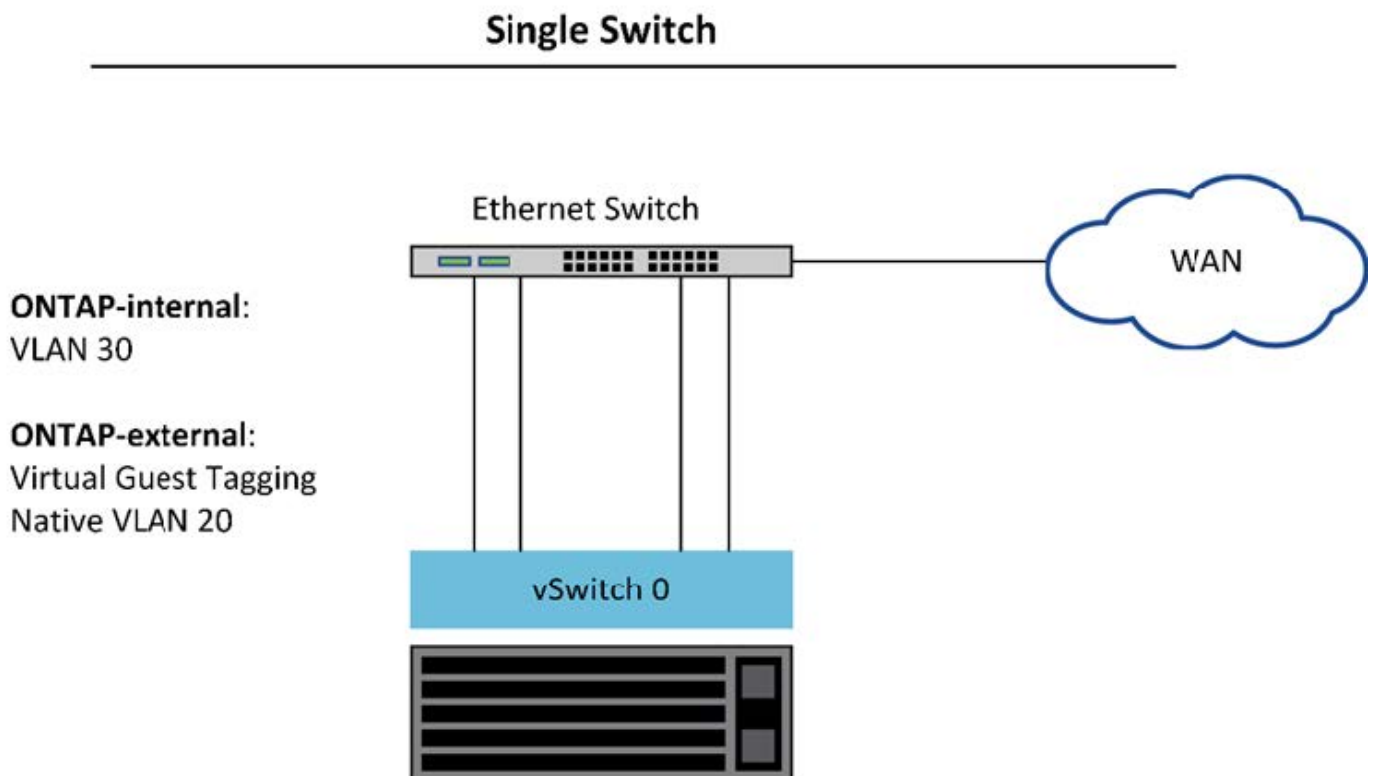 Single Switch
Ethernet Switch
WAN
ONTAP-internal:
VLAN 30
ONTAP-external:
Virtual Guest Tagging
Native VLAN 20
vSwitch 0